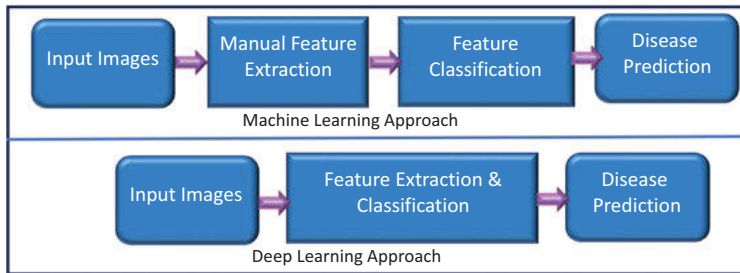 Input Images
Manual Feature
Extraction
Feature
Classification
Disease
Prediction
Machine Learning Approach
Input Images
Feature Extraction &
Classification
Disease
Prediction
Deep Learning Approach